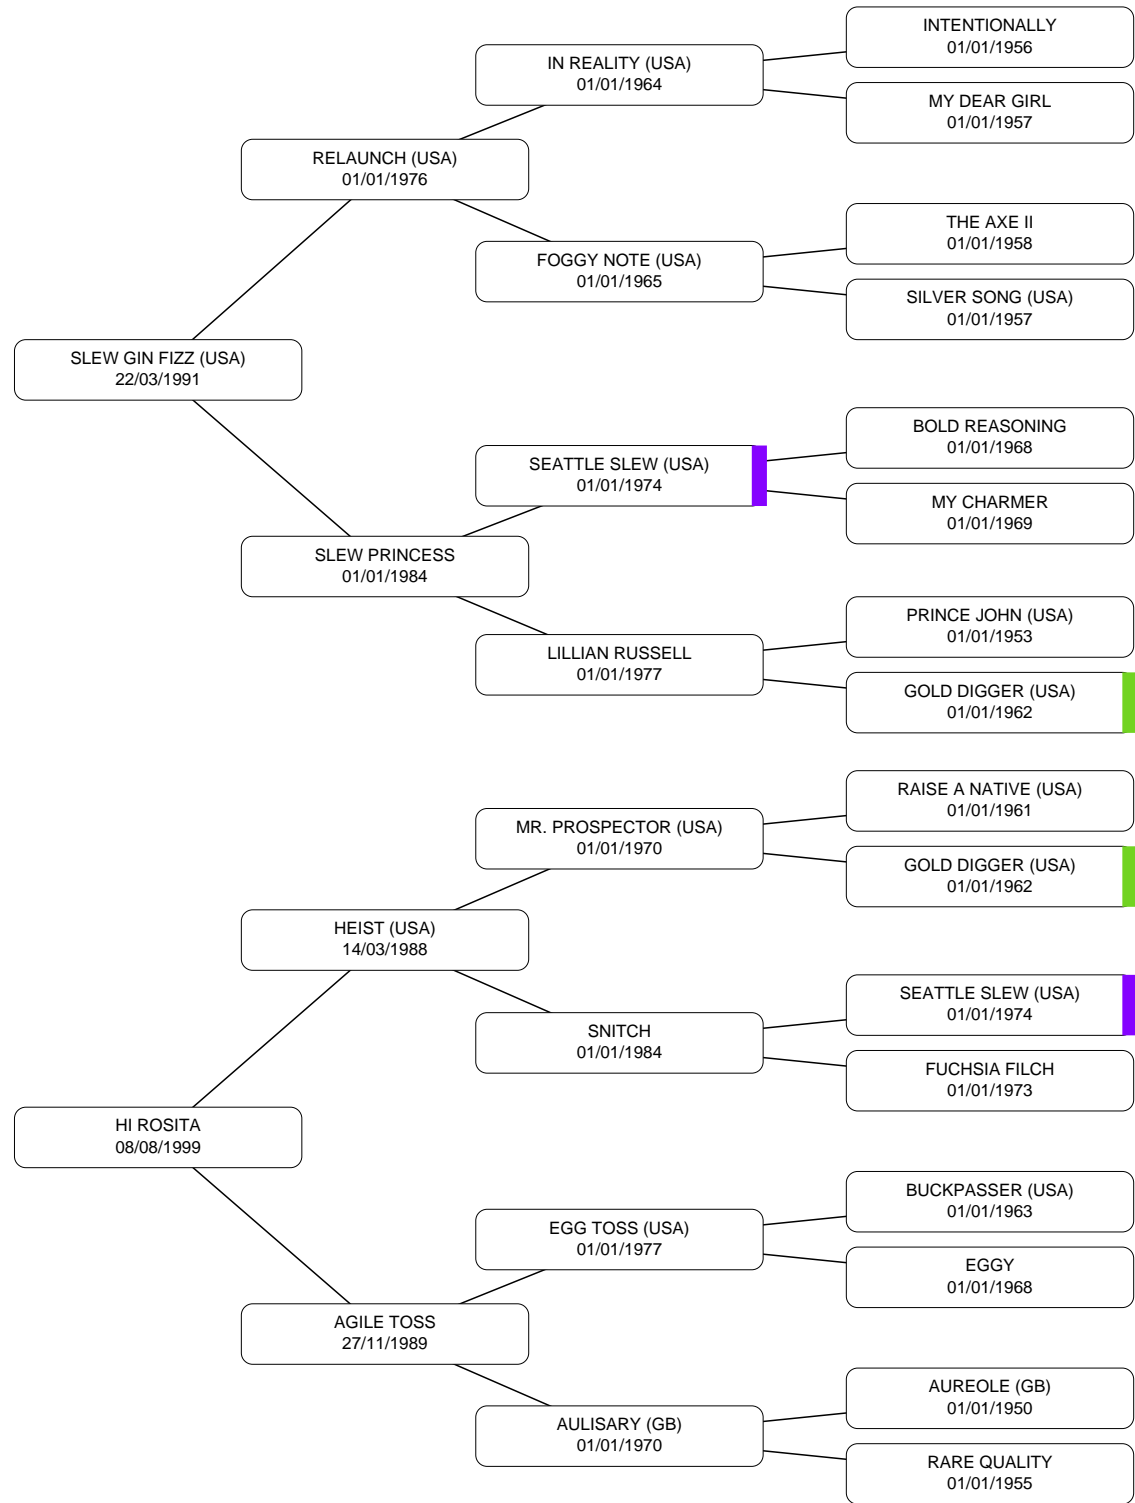 INTENTIONALLY
01/01/1956
IN REALITY (USA)
01/01/1964
MY DEAR GIRL
01/01/1957
RELAUNCH (USA)
01/01/1976
THE AXE II
01/01/1958
FOGGY NOTE (USA)
01/01/1965
SILVER SONG (USA)
01/01/1957
SLEW GIN FIZZ (USA)
22/03/1991
BOLD REASONING
01/01/1968
SEATTLE SLEW (USA)
01/01/1974
MY CHARMER
01/01/1969
SLEW PRINCESS
01/01/1984
PRINCE JOHN (USA)
01/01/1953
LILLIAN RUSSELL
01/01/1977
GOLD DIGGER (USA)
01/01/1962
RAISE A NATIVE (USA)
01/01/1961
MR. PROSPECTOR (USA)
01/01/1970
GOLD DIGGER (USA)
01/01/1962
HEIST (USA)
14/03/1988
SEATTLE SLEW (USA)
01/01/1974
SNITCH
01/01/1984
FUCHSIA FILCH
01/01/1973
HI ROSITA
08/08/1999
BUCKPASSER (USA)
01/01/1963
EGG TOSS (USA)
01/01/1977
EGGY
01/01/1968
AGILE TOSS
27/11/1989
AUREOLE (GB)
01/01/1950
AULISARY (GB)
01/01/1970
RARE QUALITY
01/01/1955